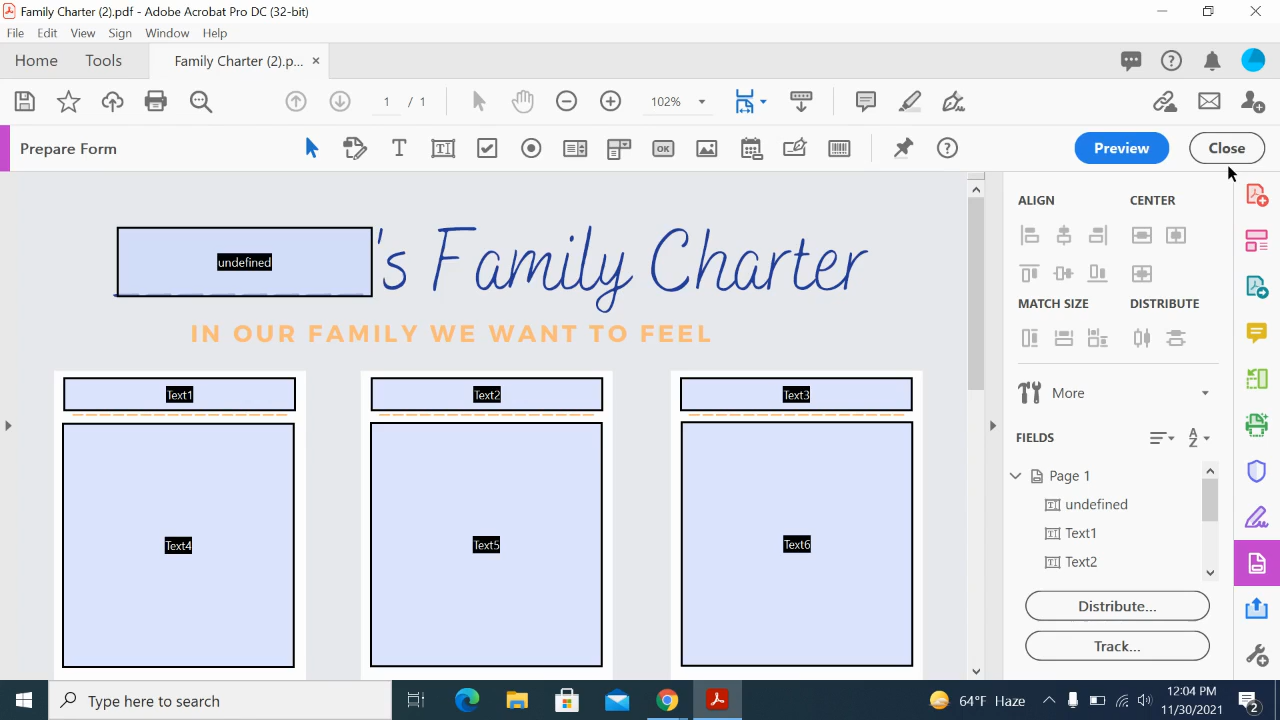 Family Charter (2).pdf - Adobe Acrobat Pro DC (32-bit)
File Edit View Sign Window Help
Home Tools Family Charter (2).p... ×
1 / 1 102%
Prepare Form OK Preview Close
undefined 's Family Charter
IN OUR FAMILY WE WANT TO FEEL
Text1 Text2 Text3
Text4 Text5 Text6
ALIGN CENTER
MATCH SIZE DISTRIBUTE
More
FIELDS
Page 1
undefined
Text1
Text2
Distribute...
Track...
Type here to search
64°F Haze
12:04 PM
11/30/2021
2